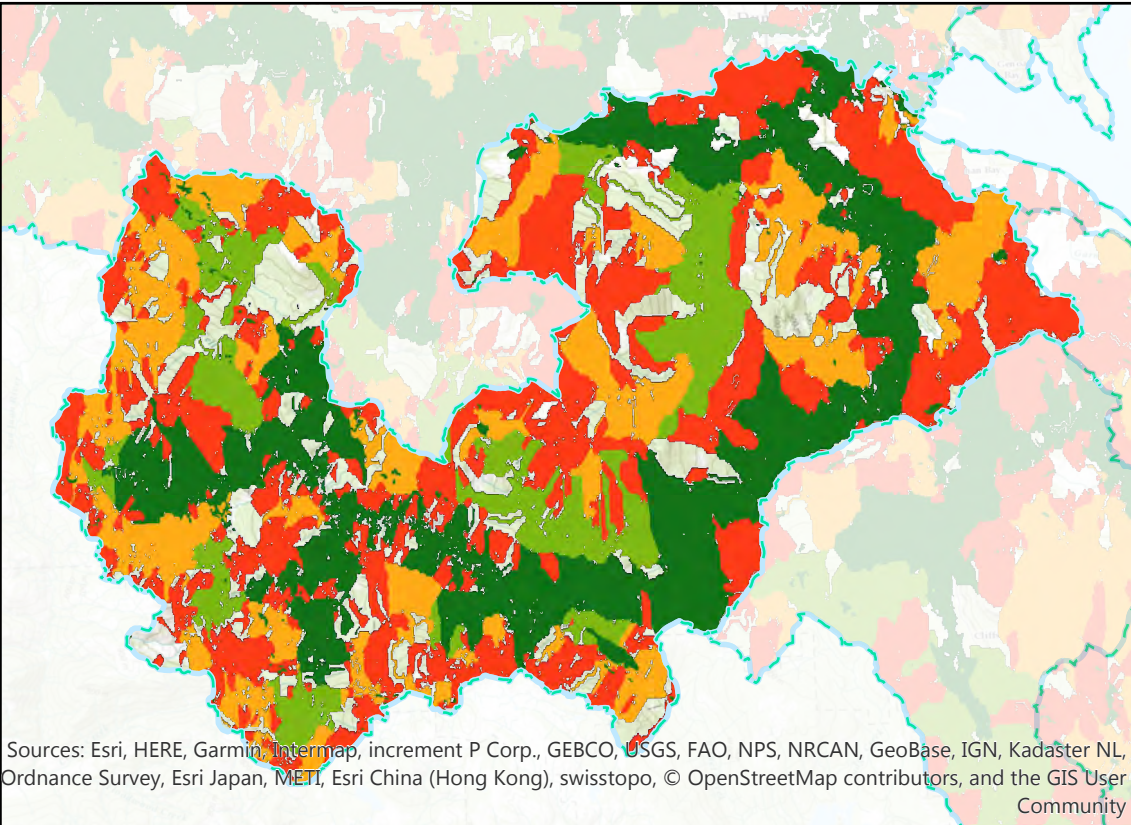 Sources: Esri, HERE, Garmin, Intermap, increment P Corp., GEBCO, USGS, FAO, NPS, NRCAN, GeoBase, IGN, Kadaster NL,
Ordnance Survey, Esri Japan, METI, Esri China (Hong Kong), swisstopo, © OpenStreetMap contributors, and the GIS User
Community